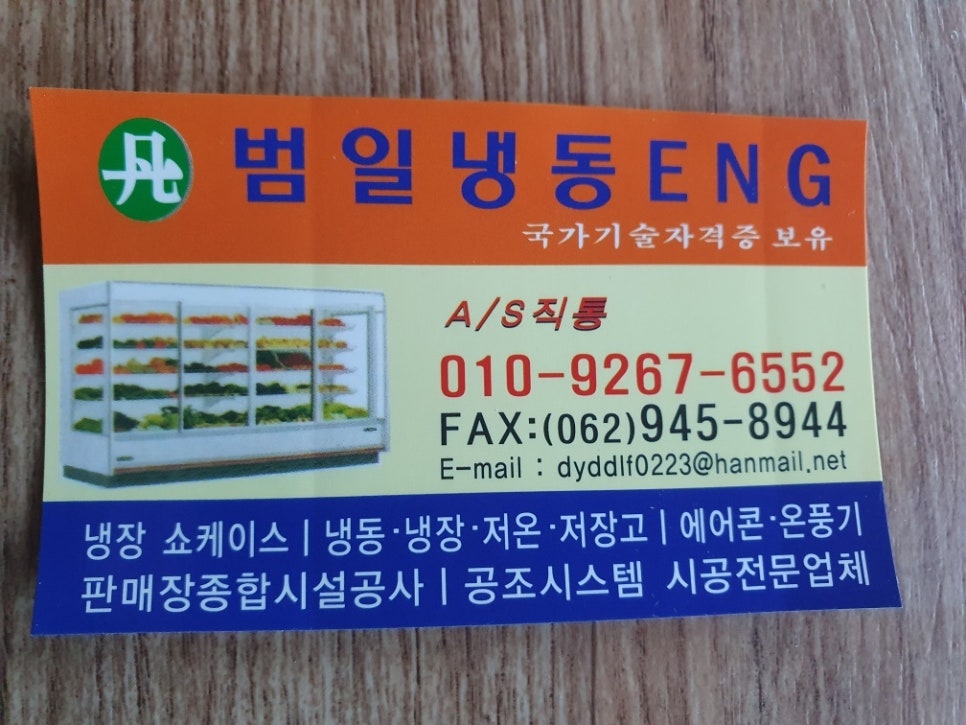 범일냉동ENG
국가기술자격증 보유
A/S직통
010-9267-6552
FAX:(062)945-8944
E-mail : dyddlf0223@hanmail.net
냉장 쇼케이스 | 냉동·냉장·저온·저장고 | 에어콘·온풍기
판매장종합시설공사 | 공조시스템 시공전문업체